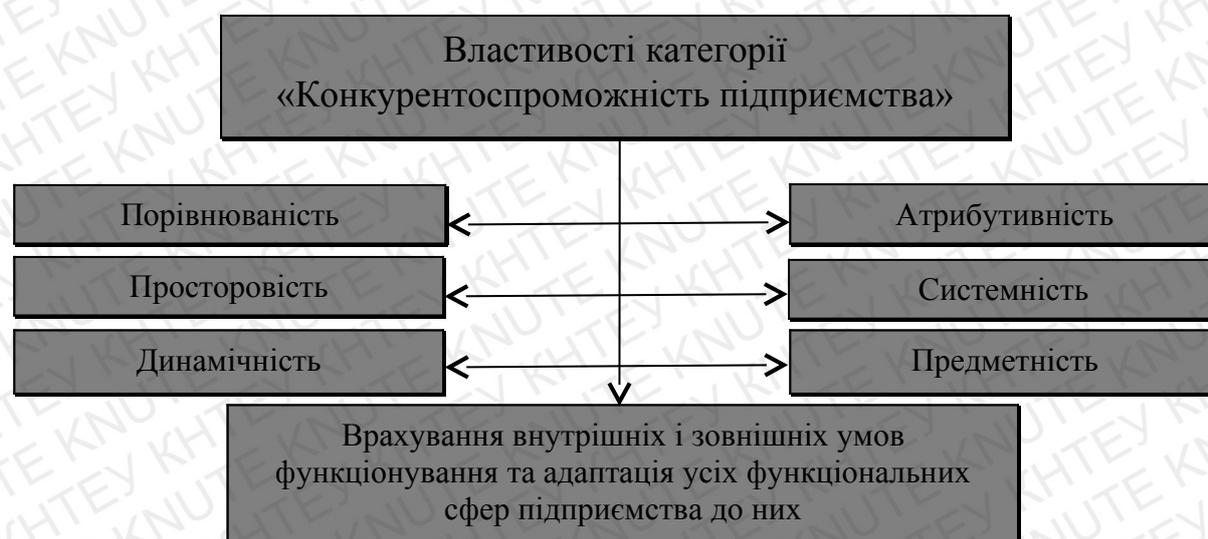 Властивості категорії
«Конкурентоспроможність підприємства»
Порівнюваність
Атрибутивність
Просторовість
Системність
Динамічність
Предметність
Врахування внутрішніх і зовнішніх умов
функціонування та адаптація усіх функціональних
сфер підприємства до них